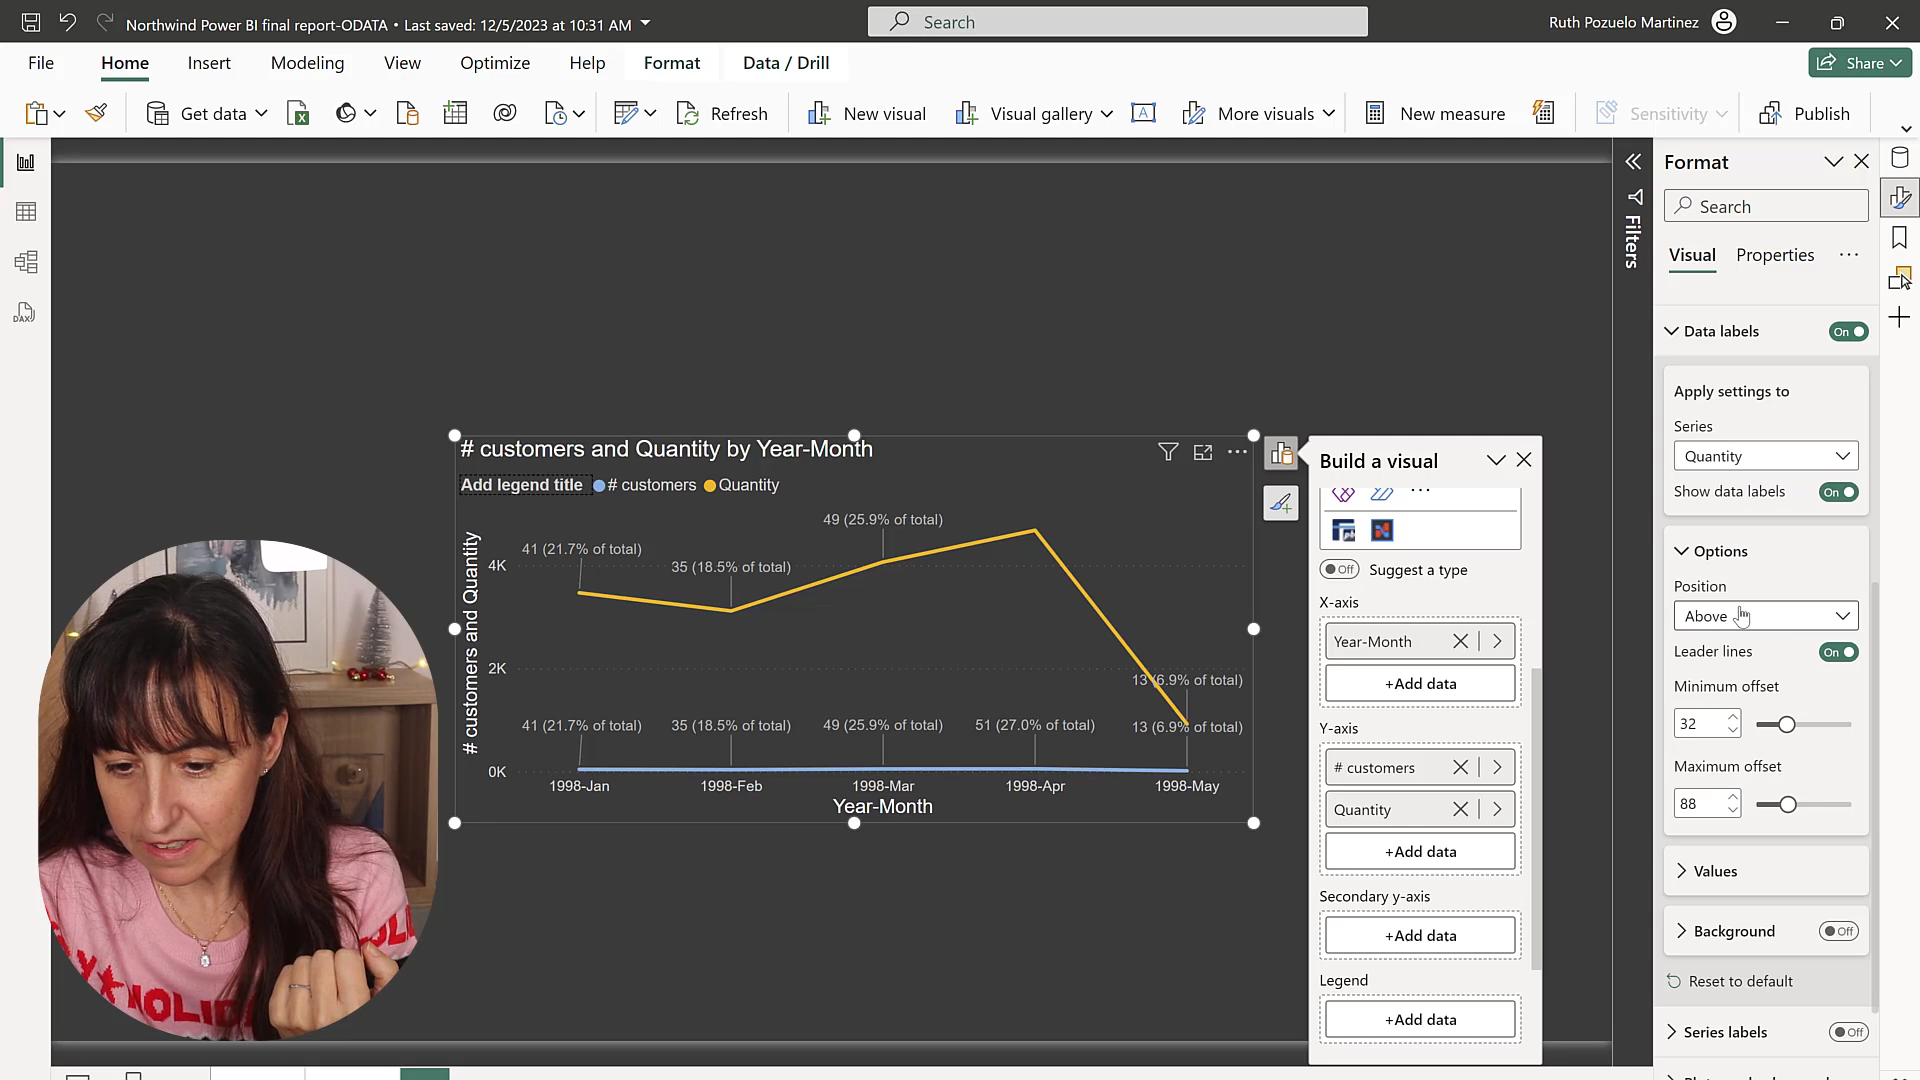 Northwind Power BI final report-ODATA • Last saved: 12/5/2023 at 10:31 AM
Search
Ruth Pozuelo Martinez
File
Home
Insert
Modeling
View
Optimize
Help
Format
Data / Drill
Share
Get data
Refresh
New visual
Visual gallery
More visuals
New measure
Sensitivity
Publish
DAX
Filters
Format
Search
Visual
Properties
Data labels
On
Apply settings to
Series
Quantity
Show data labels
On
Options
Position
Above
Leader lines
On
Minimum offset
32
Maximum offset
88
Values
Background
Off
Reset to default
Series labels
Off
Build a visual
Off
Suggest a type
X-axis
Year-Month
+Add data
Y-axis
# customers
Quantity
+Add data
Secondary y-axis
+Add data
Legend
+Add data
# customers and Quantity by Year-Month
Add legend title
# customers
Quantity
# customers and Quantity
4K
2K
0K
41 (21.7% of total)
35 (18.5% of total)
49 (25.9% of total)
13 (6.9% of total)
41 (21.7% of total)
35 (18.5% of total)
49 (25.9% of total)
51 (27.0% of total)
13 (6.9% of total)
1998-Jan
1998-Feb
1998-Mar
1998-Apr
1998-May
Year-Month